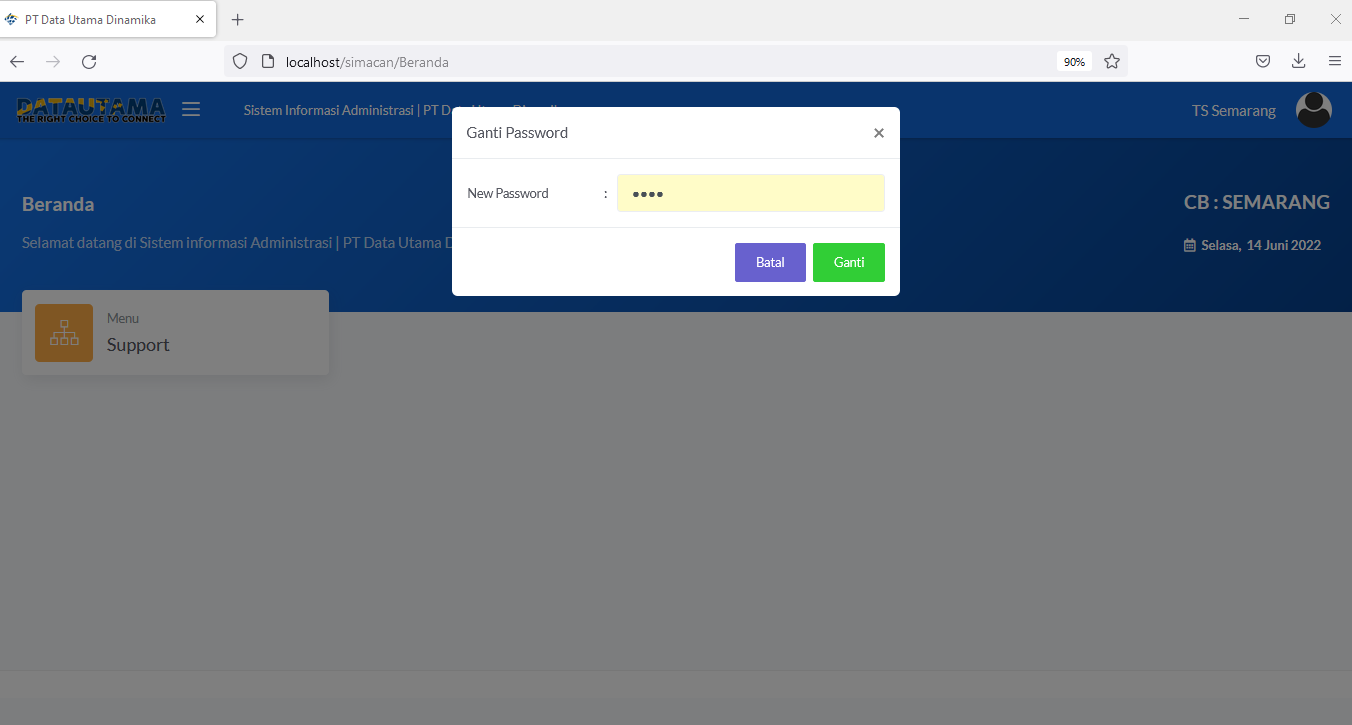 PT Data Utama Dinamika
localhost/simacan/Beranda
90%
DATAUTAMA
THE RIGHT CHOICE TO CONNECT
Sistem Informasi Administrasi | PT Data Utama
TS Semarang
Ganti Password
×
New Password : ••••
Batal
Ganti
Beranda
Selamat datang di Sistem informasi Administrasi | PT Data Utama D
CB : SEMARANG
Selasa, 14 Juni 2022
Menu
Support